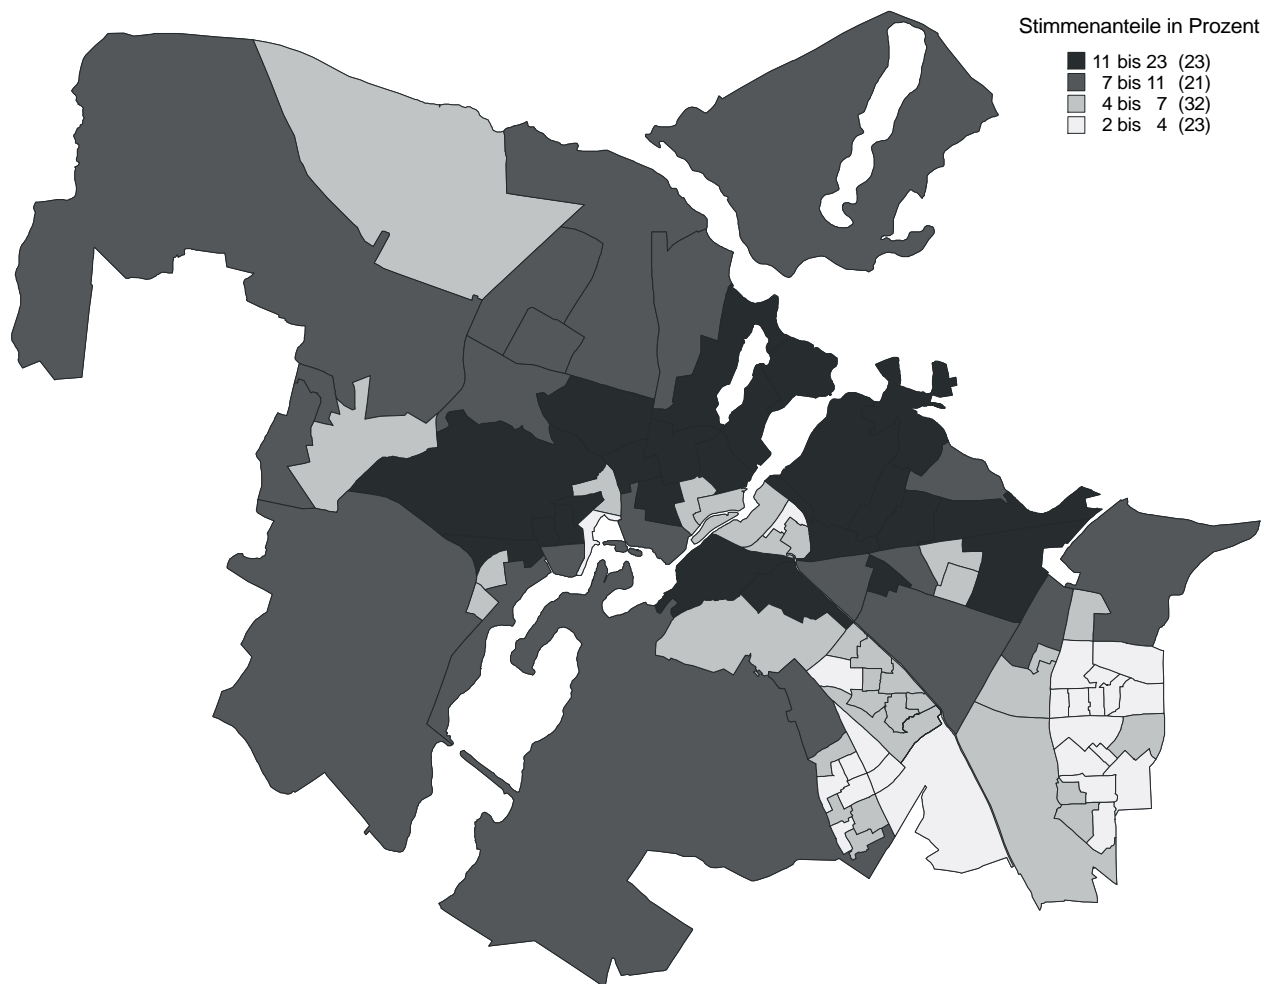 Stimmenanteile in Prozent
11 bis 23 (23)
7 bis 11 (21)
4 bis 7 (32)
2 bis 4 (23)